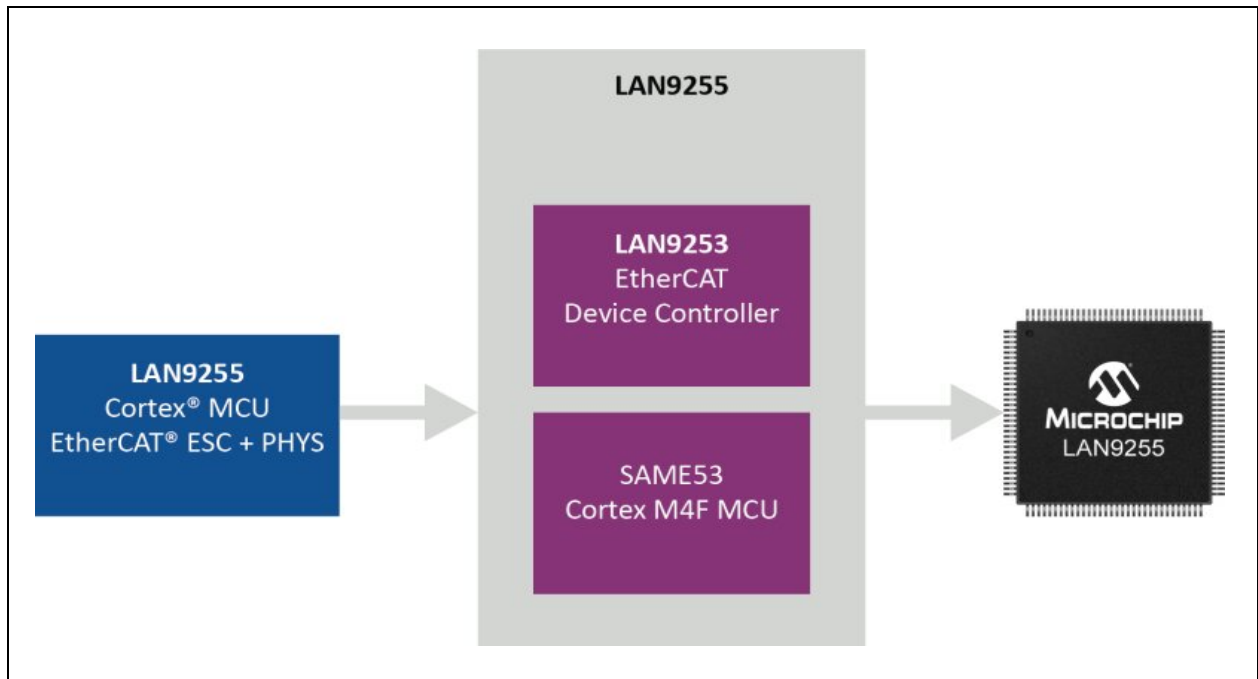 LAN9255
LAN9253
EtherCAT
Device Controller
LAN9255
Cortex® MCU
EtherCAT® ESC + PHYS
SAME53
Cortex M4F MCU
MICROCHIP
LAN9255